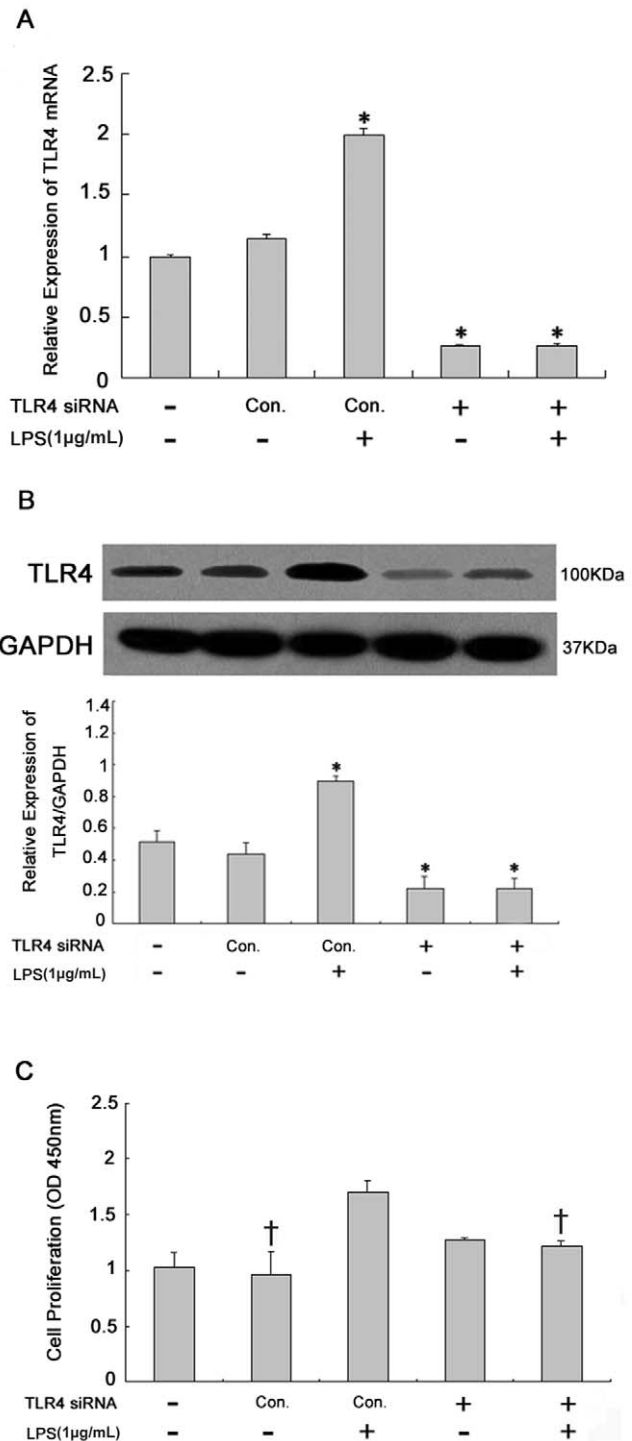 A
Relative Expression of TLR4 mRNA
2.5
2
1.5
1
0.5
0
*
*
*
TLR4 siRNA - Con. Con. + +
LPS(1μg/mL) - - + - +
B
TLR4 100KDa
GAPDH 37KDa
Relative Expression of
TLR4/GAPDH
1.4
1.2
1
0.8
0.6
0.4
0.2
0
*
*
*
TLR4 siRNA - Con. Con. + +
LPS(1μg/mL) - - + - +
C
Cell Proliferation (OD 450nm)
2.5
2
1.5
1
0.5
0
†
†
TLR4 siRNA - Con. Con. + +
LPS(1μg/mL) - - + - +